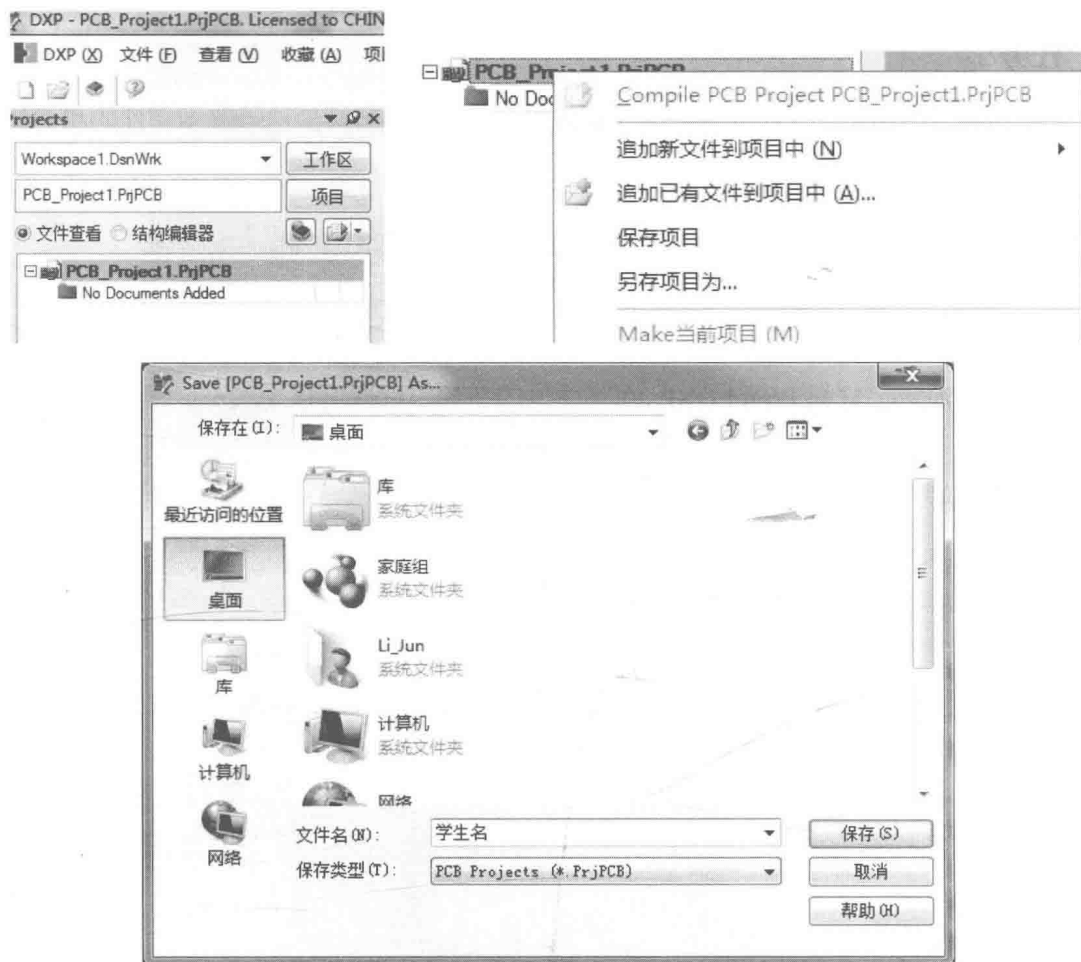 DXP - PCB_Project1.PrjPCB. Licensed to CHIN
DXP (X) 文件 (F) 查看 (V) 收藏 (A) 项
rojects
Workspace1.DsnWrk 工作区
PCB_Project1.PrjPCB 项目
文件查看 结构编辑器
PCB_Project1.PrjPCB
No Documents Added
PCB_Project1.PrjPCB
No Doc
Compile PCB Project PCB_Project1.PrjPCB
追加新文件到项目中 (N)
追加已有文件到项目中 (A)...
保存项目
另存项目为...
Make当前项目 (M)
Save [PCB_Project1.PrjPCB] As...
保存在(I): 桌面
最近访问的位置
桌面
库
计算机
网络
库
系统文件夹
家庭组
系统文件夹
Li_Jun
系统文件夹
计算机
系统文件夹
网络
文件名(N): 学生名 保存(S)
保存类型(T): PCB Projects (*.PrjPCB) 取消
帮助(H)